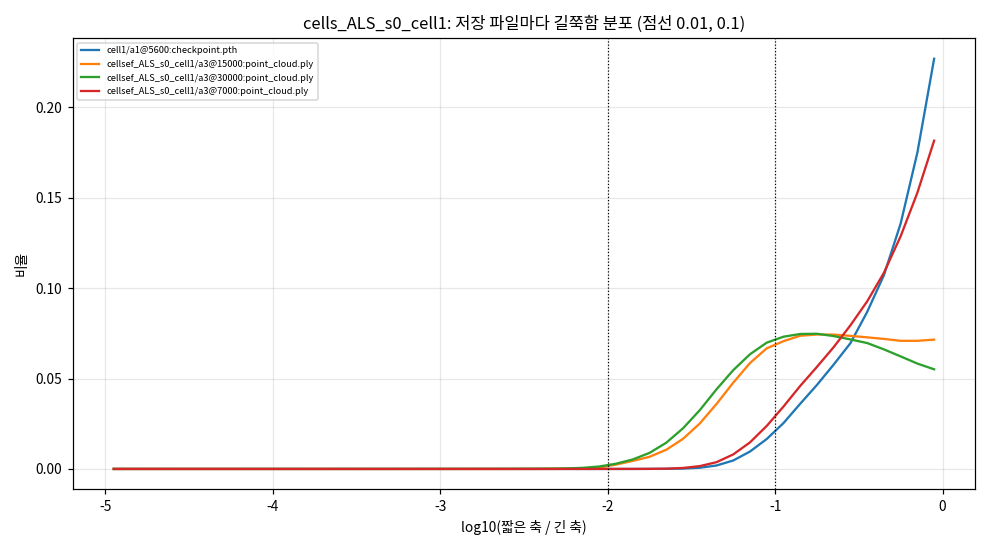 cells_ALS_s0_cell1: 저장 파일마다 길쭉함 분포 (점선 0.01, 0.1)
cell1/a1@5600:checkpoint.pth
cellsef_ALS_s0_cell1/a3@15000:point_cloud.ply
cellsef_ALS_s0_cell1/a3@30000:point_cloud.ply
cellsef_ALS_s0_cell1/a3@7000:point_cloud.ply
비율
0.20
0.15
0.10
0.05
0.00
-5 -4 -3 -2 -1 0
log10(짧은 축 / 긴 축)